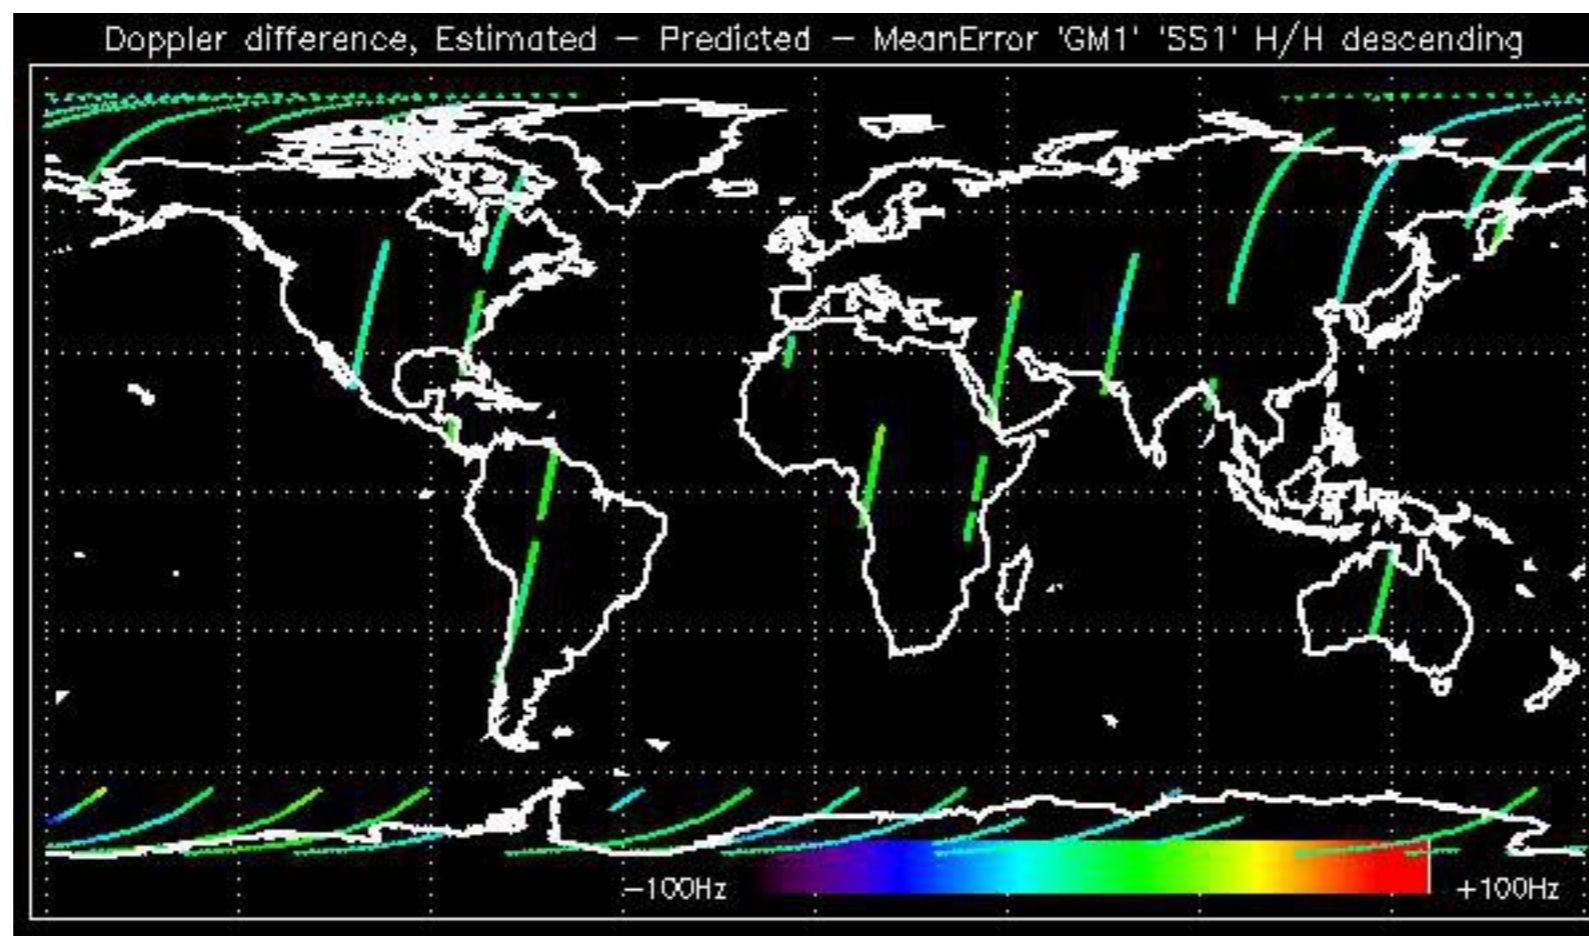 Doppler difference, Estimated – Predicted – MeanError 'GM1' 'SS1' H/H descending
–100Hz
+100Hz